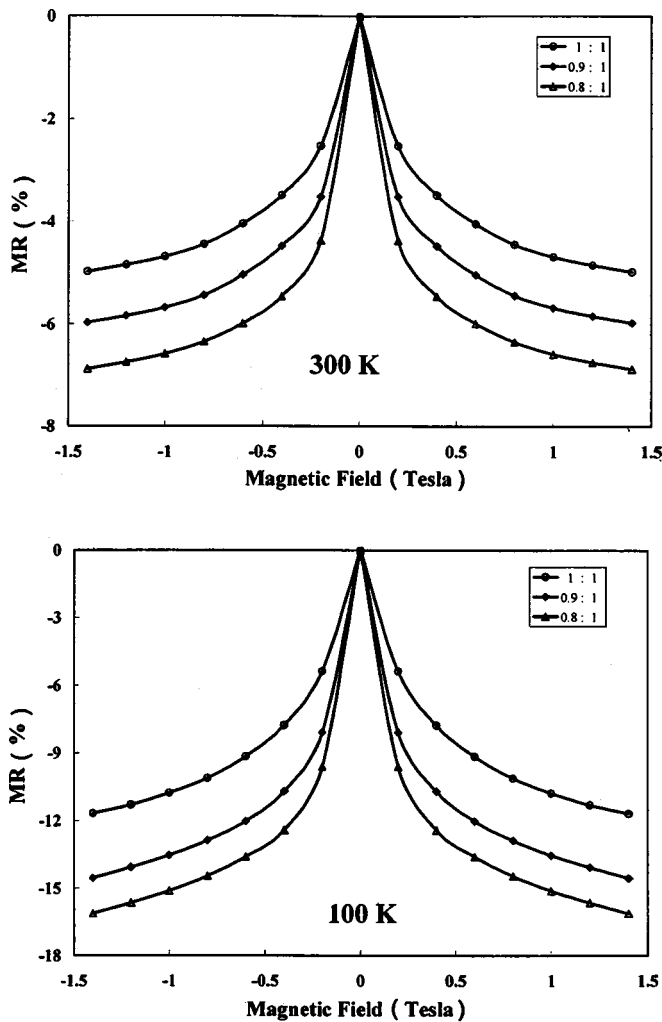 0
-2
-4
-6
-8
MR ( % )
1 : 1
0.9 : 1
0.8 : 1
300 K
-1.5 -1 -0.5 0 0.5 1 1.5
Magnetic Field ( Tesla )
0
-3
-6
-9
-12
-15
-18
MR ( % )
1 : 1
0.9 : 1
0.8 : 1
100 K
-1.5 -1 -0.5 0 0.5 1 1.5
Magnetic Field ( Tesla )